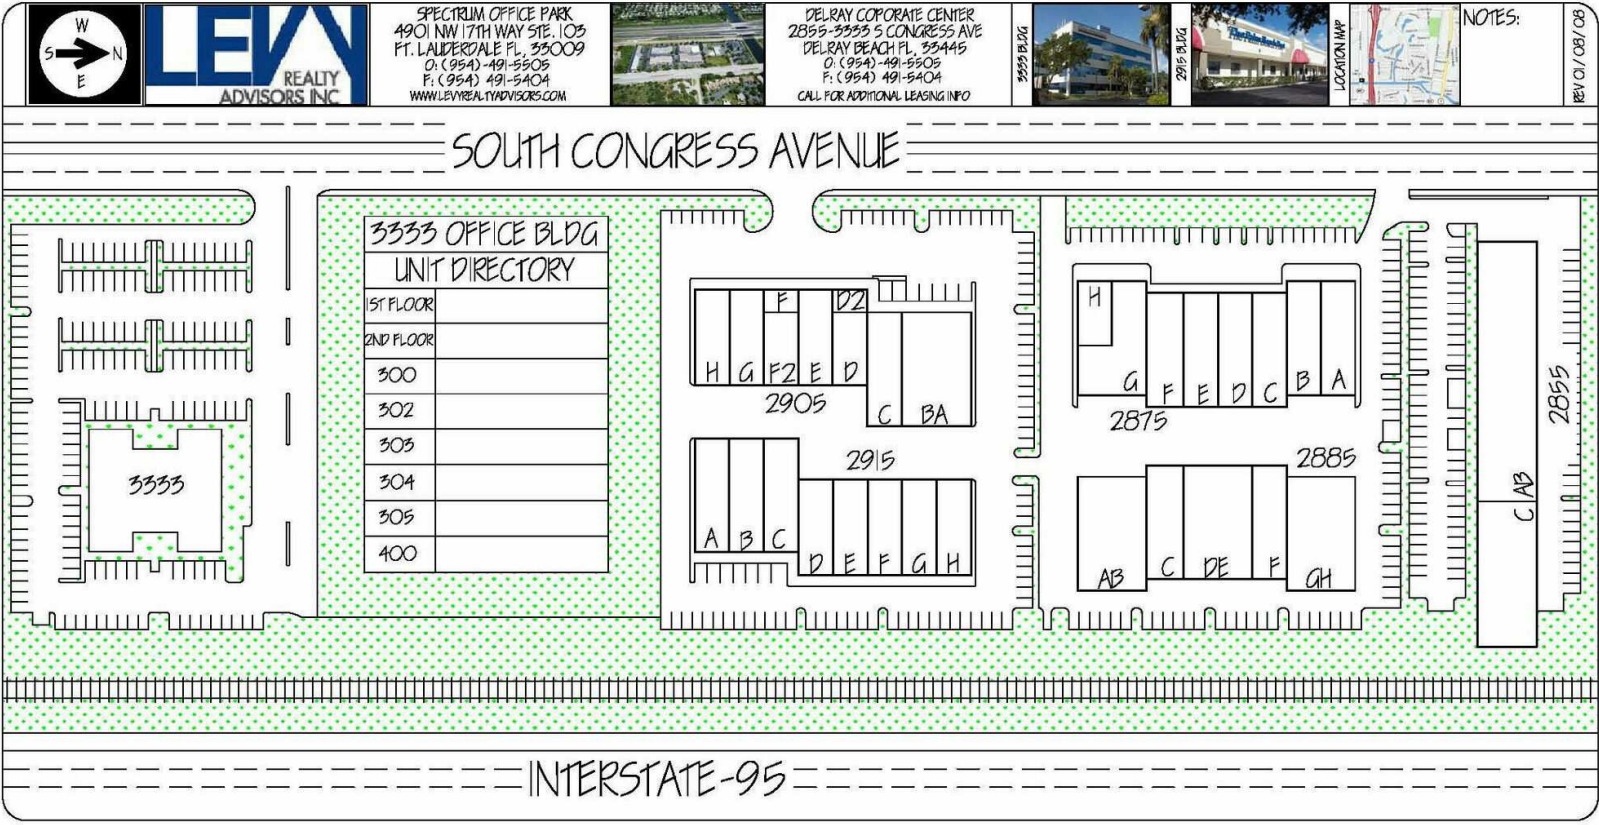 W
S
N
E
LEVY
REALTY
ADVISORS INC
SPECTRUM OFFICE PARK
4901 NW 17TH WAY STE. 103
FT. LAUDERDALE FL, 33009
O: (954)-491-5505
F: (954) 491-5404
WWW.LEVYREALTYADVISORS.COM
DELRAY COPORATE CENTER
2855-3333 S CONGRESS AVE
DELRAY BEACH FL, 33445
O: (954)-491-5505
F: (954) 491-5404
CALL FOR ADDITIONAL LEASING INFO
3333 BLDG
2915 BLDG
LOCATION MAP
NOTES:
REV 01/08/08
SOUTH CONGRESS AVENUE
3333 OFFICE BLDG
UNIT DIRECTORY
1ST FLOOR
2ND FLOOR
300
302
303
304
305
400
3333
F
D2
H G F2 E D
C BA
2905
2915
A B C
D E F G H
H
G F E D C B A
2875
2885
AB C DE F GH
2855
AB
C
INTERSTATE-95